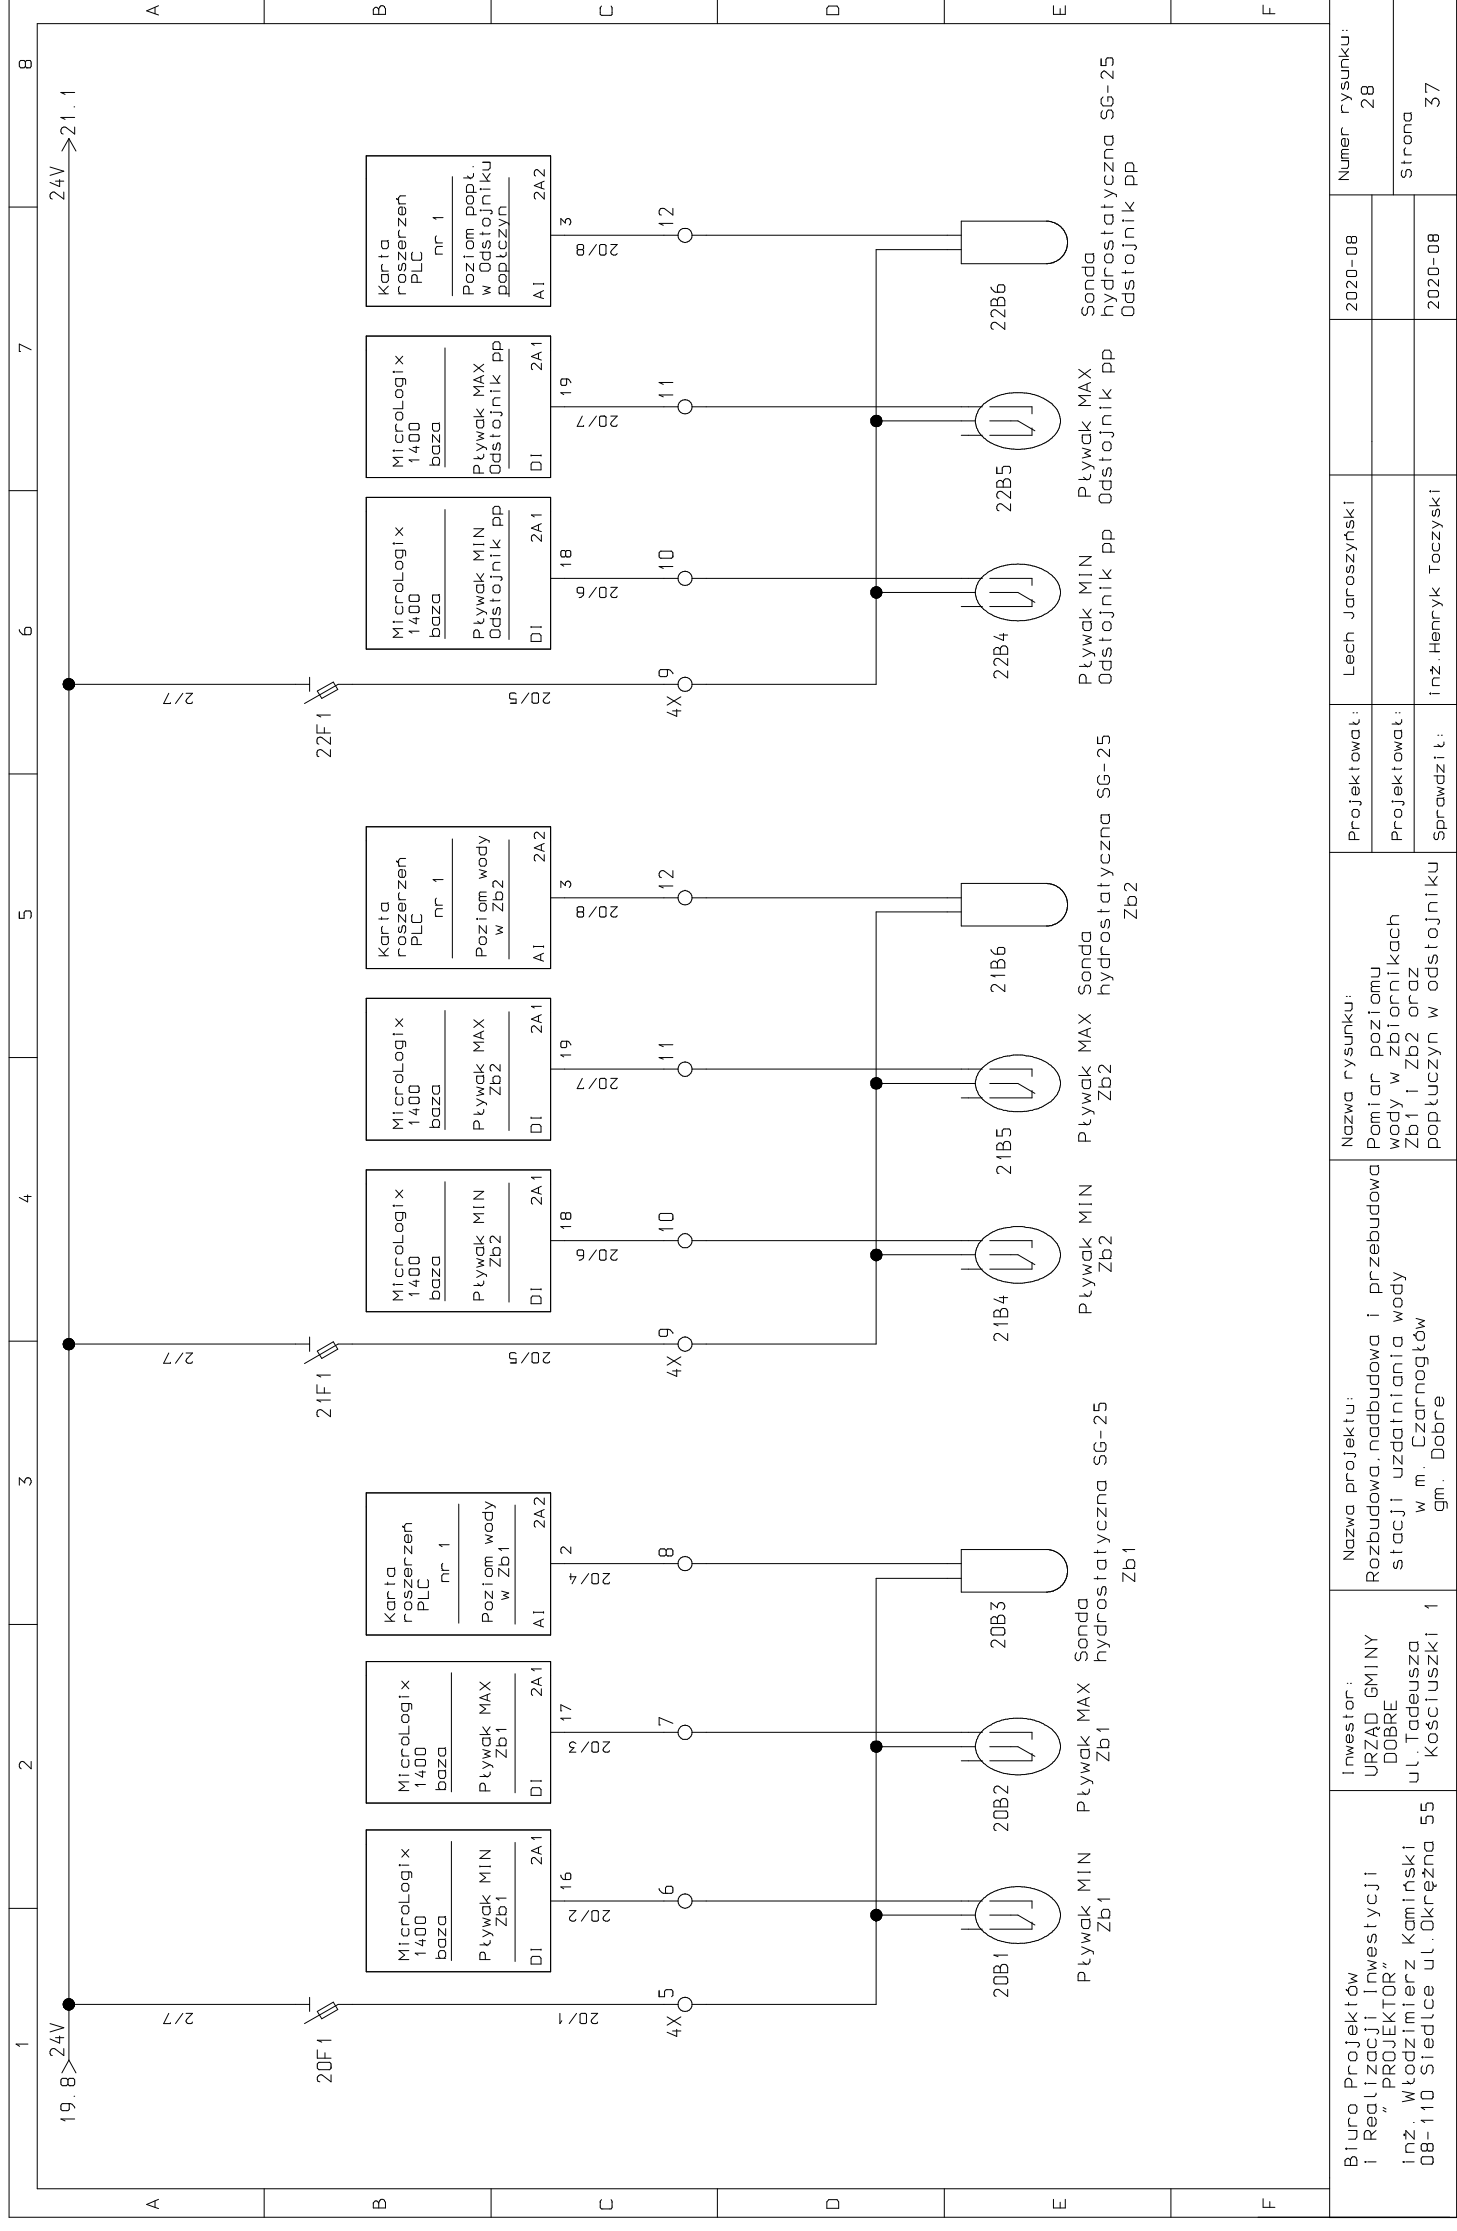 1
2
3
4
5
6
7
8
A
B
C
D
E
F
A
B
C
D
E
F
19.8
24V
24V
21.1
2/7
20F1
20/1
4X
5
MicroLogix
1400
baza
Pływak MIN
Zb1
DI
2A1
16
20/2
6
20B1
Pływak MIN
Zb1
MicroLogix
1400
baza
Pływak MAX
Zb1
DI
2A1
17
20/3
7
20B2
Pływak MAX
Zb1
Karta
roszerzeń
PLC
nr 1
Poziom wody
w Zb1
AI
2A2
2
20/4
8
20B3
Sonda
hydrostatyczna SG-25
Zb1
2/7
21F1
20/5
4X
9
MicroLogix
1400
baza
Pływak MIN
Zb2
DI
2A1
18
20/6
10
21B4
Pływak MIN
Zb2
MicroLogix
1400
baza
Pływak MAX
Zb2
DI
2A1
19
20/7
11
21B5
Pływak MAX
Zb2
Karta
roszerzeń
PLC
nr 1
Poziom wody
w Zb2
AI
2A2
3
20/8
12
21B6
Sonda
hydrostatyczna SG-25
Zb2
2/7
22F1
20/5
4X
9
MicroLogix
1400
baza
Pływak MIN
Odstojnik pp
DI
2A1
18
20/6
10
22B4
Pływak MIN
Odstojnik pp
MicroLogix
1400
baza
Pływak MAX
Odstojnik pp
DI
2A1
19
20/7
11
22B5
Pływak MAX
Odstojnik pp
Karta
roszerzeń
PLC
nr 1
Poziom popł.
w Odstojniku
popłczyn
AI
2A2
3
20/8
12
22B6
Sonda
hydrostatyczna SG-25
Odstojnik pp
Biuro Projektów
i Realizacji Inwestycji
" PROJEKTOR"
inż. Włodzimierz Kamiński
08-110 Siedlce ul.Okrężna 55
Inwestor:
URZĄD GMINY
DOBRE
ul.Tadeusza
Kościuszki 1
Nazwa projektu:
Rozbudowa,nadbudowa i przebudowa
stacji uzdatniania wody
w m. Czarnogłów
gm. Dobre
Nazwa rysunku:
Pomiar poziomu
wody w zbiornikach
Zb1 i Zb2 oraz
popłuczyn w odstojniku
Projektował:
Lech Jaroszyński
2020-08
Projektował:
Sprawdził:
inż.Henryk Toczyski
2020-08
Numer rysunku:
28
Strona
37